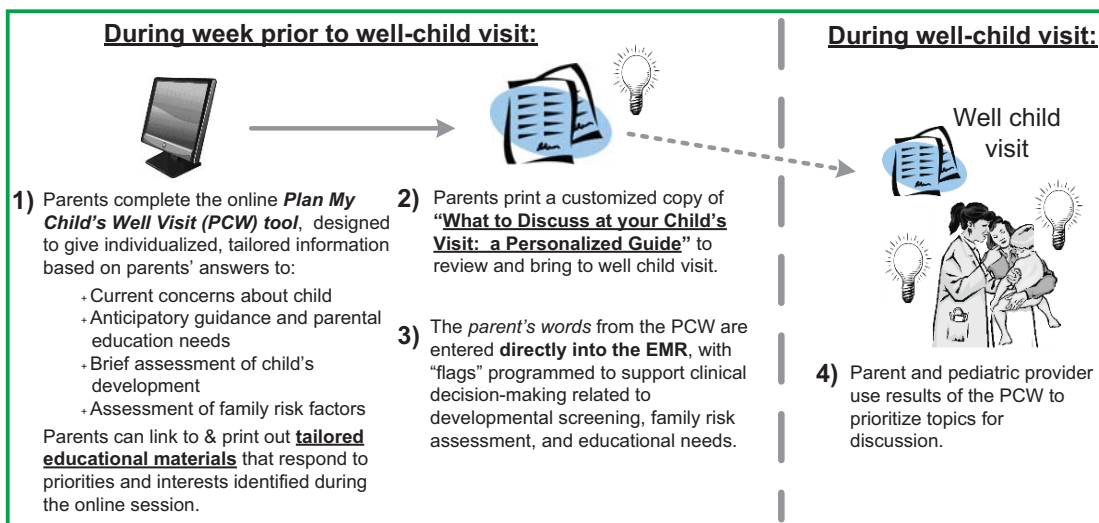 During week prior to well-child visit:
1) Parents complete the online Plan My
Child's Well Visit (PCW) tool, designed
to give individualized, tailored information
based on parents' answers to:
+ Current concerns about child
+ Anticipatory guidance and parental
education needs
+ Brief assessment of child's
development
+ Assessment of family risk factors
Parents can link to & print out tailored
educational materials that respond to
priorities and interests identified during
the online session.
2) Parents print a customized copy of
“What to Discuss at your Child's
Visit: a Personalized Guide” to
review and bring to well child visit.
3) The parent's words from the PCW are
entered directly into the EMR, with
“flags” programmed to support clinical
decision-making related to
developmental screening, family risk
assessment, and educational needs.
During well-child visit:
Well child
visit
4) Parent and pediatric provider
use results of the PCW to
prioritize topics for
discussion.